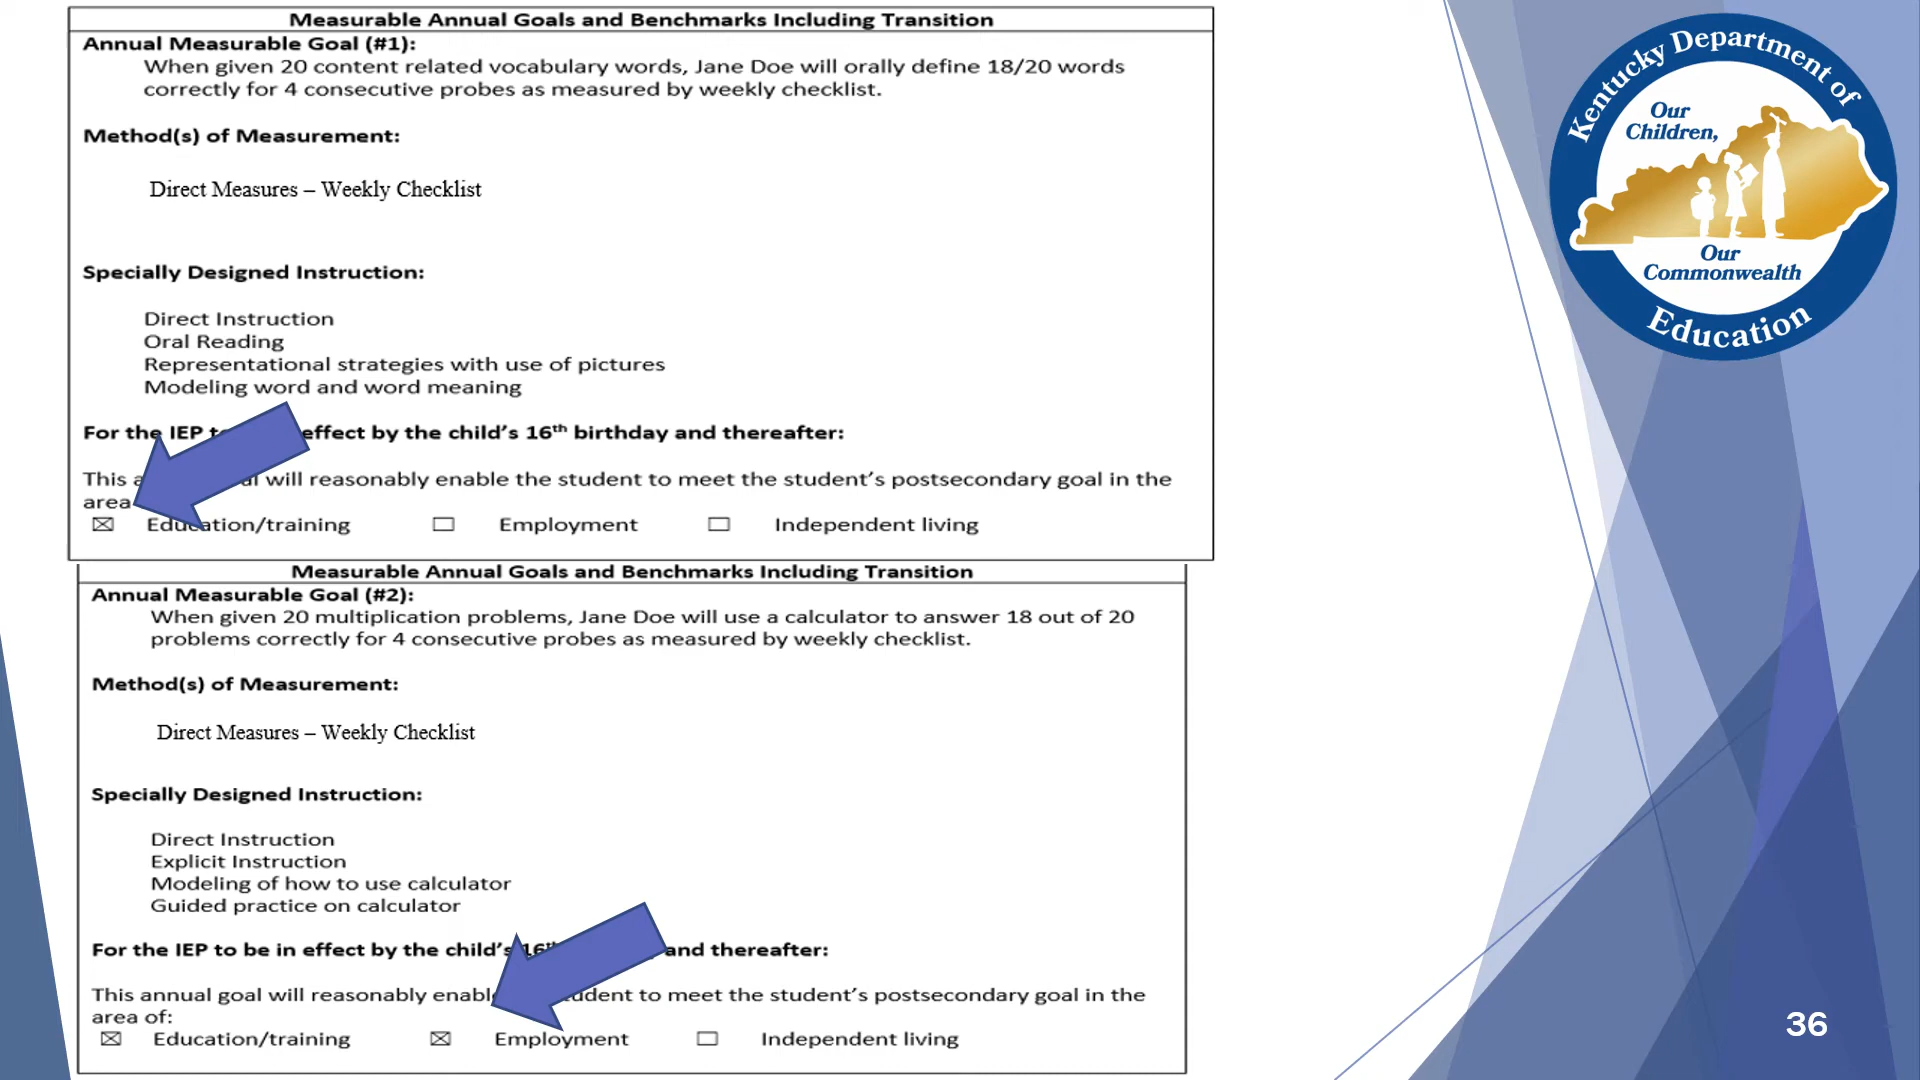 Measurable Annual Goals and Benchmarks Including Transition
Annual Measurable Goal (#1):
When given 20 content related vocabulary words, Jane Doe will orally define 18/20 words
correctly for 4 consecutive probes as measured by weekly checklist.
Method(s) of Measurement:
Direct Measures – Weekly Checklist
Specially Designed Instruction:
Direct Instruction
Oral Reading
Representational strategies with use of pictures
Modeling word and word meaning
For the IEP effect by the child's 16th birthday and thereafter:
This will reasonably enable the student to meet the student's postsecondary goal in the
area
☒ Education/training ☐ Employment ☐ Independent living
Measurable Annual Goals and Benchmarks Including Transition
Annual Measurable Goal (#2):
When given 20 multiplication problems, Jane Doe will use a calculator to answer 18 out of 20
problems correctly for 4 consecutive probes as measured by weekly checklist.
Method(s) of Measurement:
Direct Measures – Weekly Checklist
Specially Designed Instruction:
Direct Instruction
Explicit Instruction
Modeling of how to use calculator
Guided practice on calculator
For the IEP to be in effect by the child's 16th and thereafter:
This annual goal will reasonably to meet the student's postsecondary goal in the
area of:
☒ Education/training ☒ Employment ☐ Independent living
Kentucky Department of
Our
Children,
Our
Commonwealth
Education
36